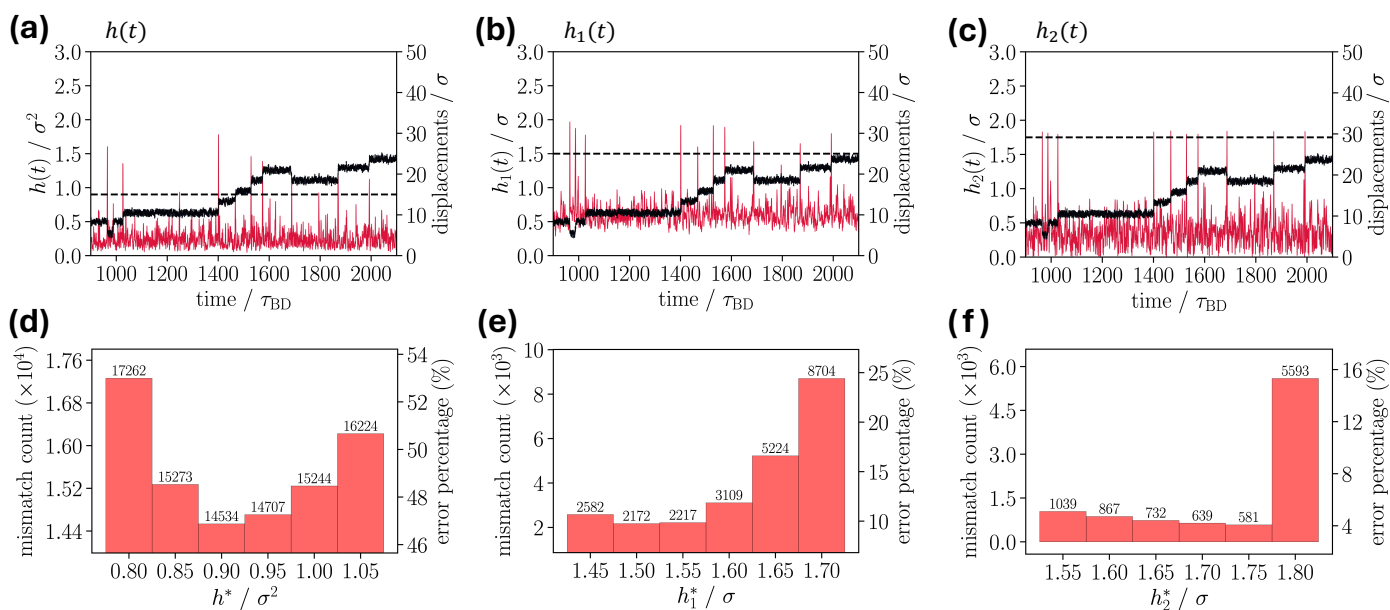 (a) h(t)
3.0
2.5
2.0
1.5
1.0
0.5
0.0
h(t) / σ²
50
40
30
20
10
0
displacements / σ
1000 1200 1400 1600 1800 2000
time / τBD
(b) h₁(t)
3.0
2.5
2.0
1.5
1.0
0.5
0.0
h₁(t) / σ
50
40
30
20
10
0
displacements / σ
1000 1200 1400 1600 1800 2000
time / τBD
(c) h₂(t)
3.0
2.5
2.0
1.5
1.0
0.5
0.0
h₂(t) / σ
50
40
30
20
10
0
displacements / σ
1000 1200 1400 1600 1800 2000
time / τBD
(d)
mismatch count (×10⁴)
1.76
1.68
1.60
1.52
1.44
17262
15273
14534
14707
15244
16224
54
52
50
48
46
error percentage (%)
0.80 0.85 0.90 0.95 1.00 1.05
h* / σ²
(e)
mismatch count (×10³)
10
8
6
4
2
2582
2172
2217
3109
5224
8704
25
20
15
10
error percentage (%)
1.45 1.50 1.55 1.60 1.65 1.70
h₁* / σ
(f)
mismatch count (×10³)
6.0
4.5
3.0
1.5
0.0
1039
867
732
639
581
5593
16
12
8
4
error percentage (%)
1.55 1.60 1.65 1.70 1.75 1.80
h₂* / σ